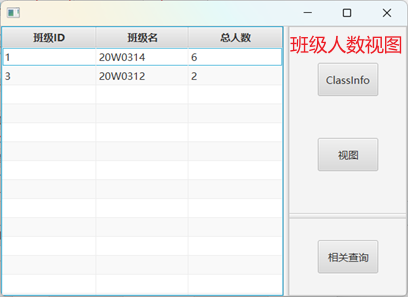 班级ID 班级名 总人数
1 20W0314 6
3 20W0312 2
班级人数视图
ClassInfo
视图
相关查询